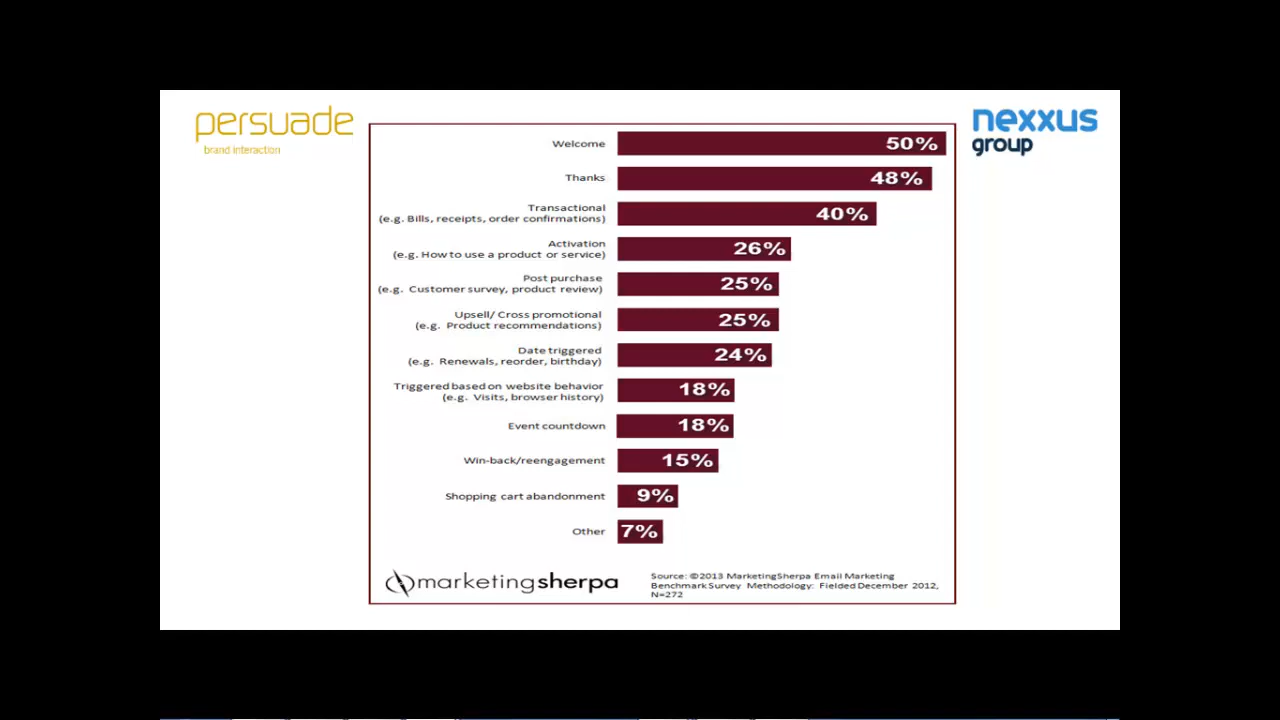 persuade
brand interaction
nexxus
group
Welcome
50%
Thanks
48%
Transactional
(e.g. Bills, receipts, order confirmations)
40%
Activation
(e.g. How to use a product or service)
26%
Post purchase
(e.g. Customer survey, product review)
25%
Upsell/ Cross promotional
(e.g. Product recommendations)
25%
Date triggered
(e.g. Renewals, reorder, birthday)
24%
Triggered based on website behavior
(e.g. Visits, browser history)
18%
Event countdown
18%
Win-back/reengagement
15%
Shopping cart abandonment
9%
Other
7%
marketingsherpa
Source: ©2013 MarketingSherpa Email Marketing
Benchmark Survey Methodology: Fielded December 2012,
N=272